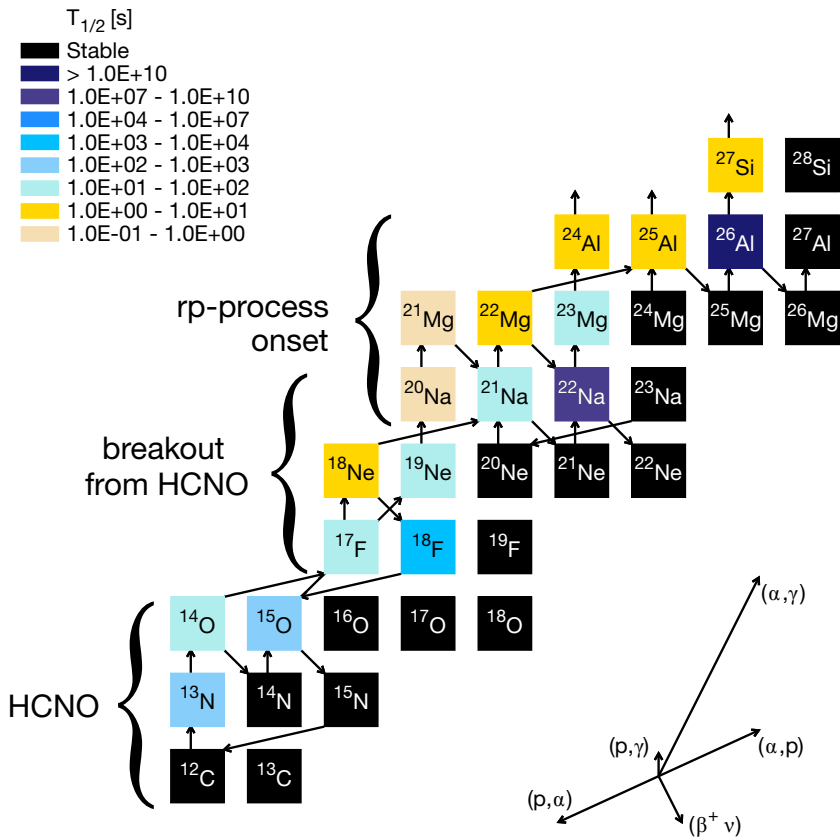 T1/2 [s]
Stable
> 1.0E+10
1.0E+07 - 1.0E+10
1.0E+04 - 1.0E+07
1.0E+03 - 1.0E+04
1.0E+02 - 1.0E+03
1.0E+01 - 1.0E+02
1.0E+00 - 1.0E+01
1.0E-01 - 1.0E+00
27Si 28Si
24Al 25Al 26Al 27Al
rp-process
onset
21Mg 22Mg 23Mg 24Mg 25Mg 26Mg
20Na 21Na 22Na 23Na
breakout
from HCNO
18Ne 19Ne 20Ne 21Ne 22Ne
17F 18F 19F
14O 15O 16O 17O 18O
HCNO
13N 14N 15N
12C 13C
(α,γ)
(p,γ) (α,p)
(p,α)
(β+ ν)